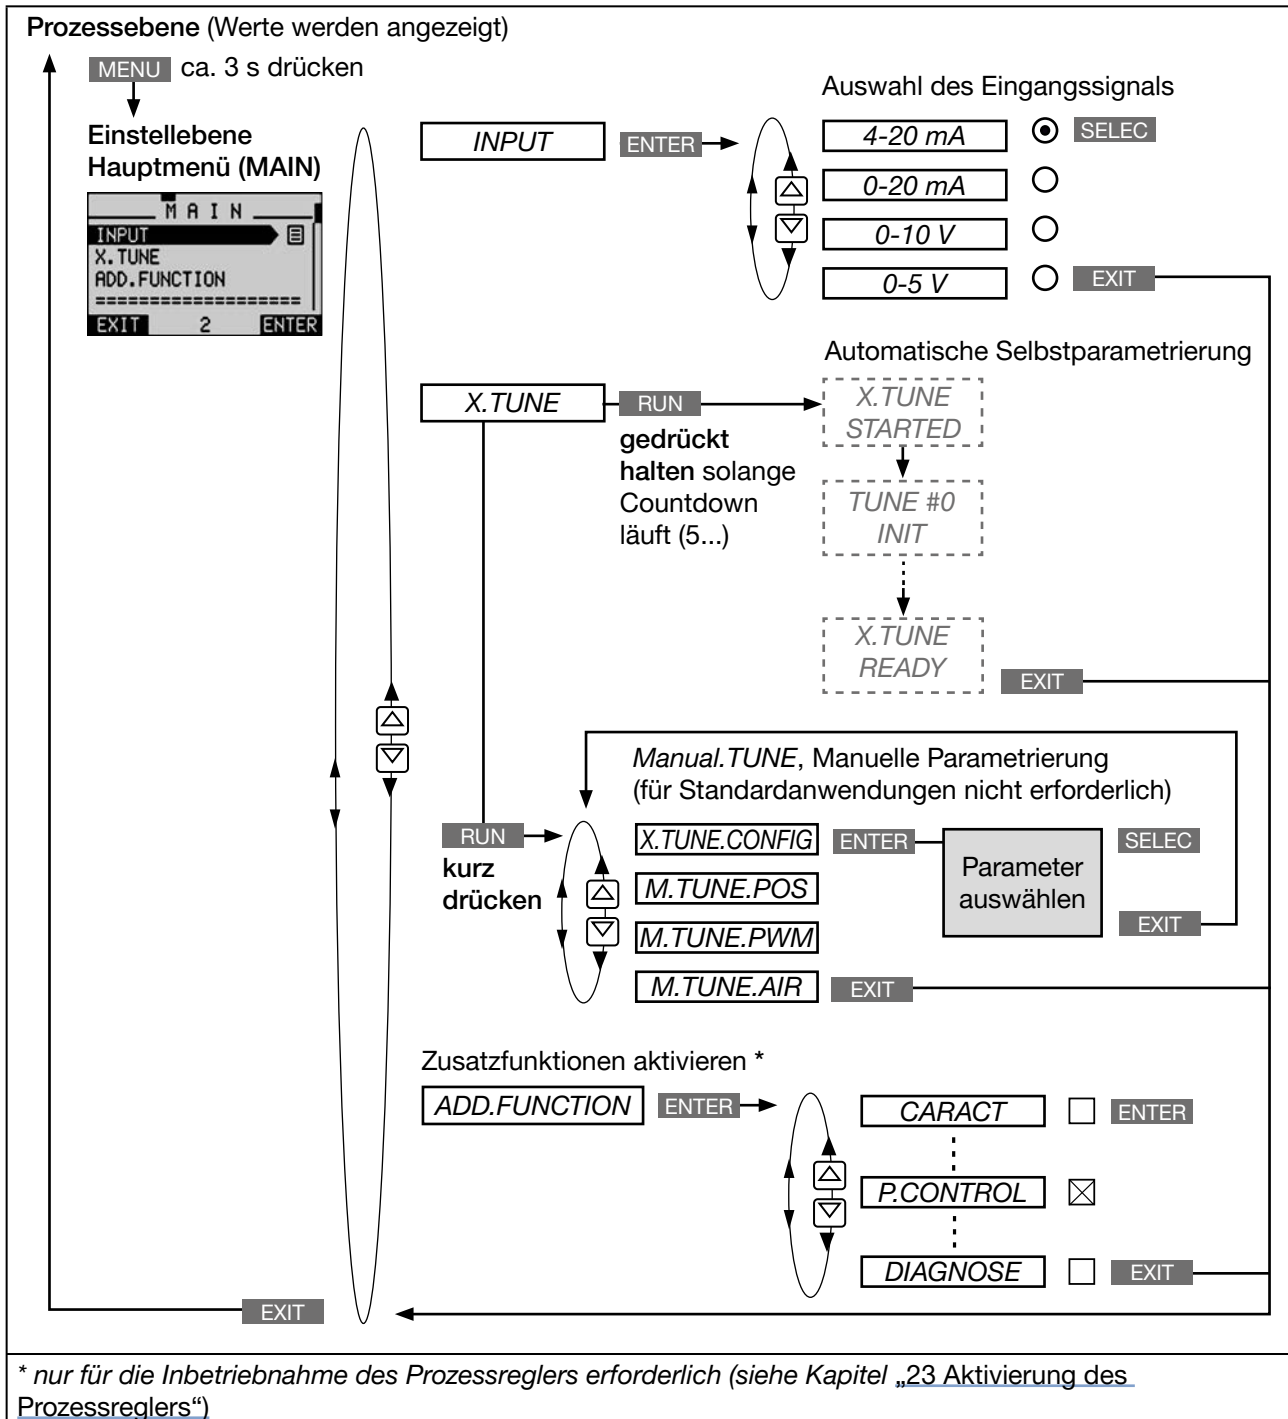 Prozessebene (Werte werden angezeigt)
MENU ca. 3 s drücken
Einstellebene
Hauptmenü (MAIN)
MAIN
INPUT
X.TUNE
ADD.FUNCTION
====================
EXIT 2 ENTER
Auswahl des Eingangssignals
INPUT ENTER
4-20 mA SELEC
0-20 mA
0-10 V
0-5 V EXIT
Automatische Selbstparametrierung
X.TUNE RUN
gedrückt
halten solange
Countdown
läuft (5...)
X.TUNE
STARTED
TUNE #0
INIT
X.TUNE
READY
EXIT
Manual.TUNE, Manuelle Parametrierung
(für Standardanwendungen nicht erforderlich)
RUN
kurz
drücken
X.TUNE.CONFIG ENTER
M.TUNE.POS
M.TUNE.PWM
M.TUNE.AIR EXIT
Parameter
auswählen
SELEC
EXIT
Zusatzfunktionen aktivieren *
ADD.FUNCTION ENTER
CARACT ENTER
P.CONTROL
DIAGNOSE EXIT
EXIT
* nur für die Inbetriebnahme des Prozessreglers erforderlich (siehe Kapitel „23 Aktivierung des
Prozessreglers“)